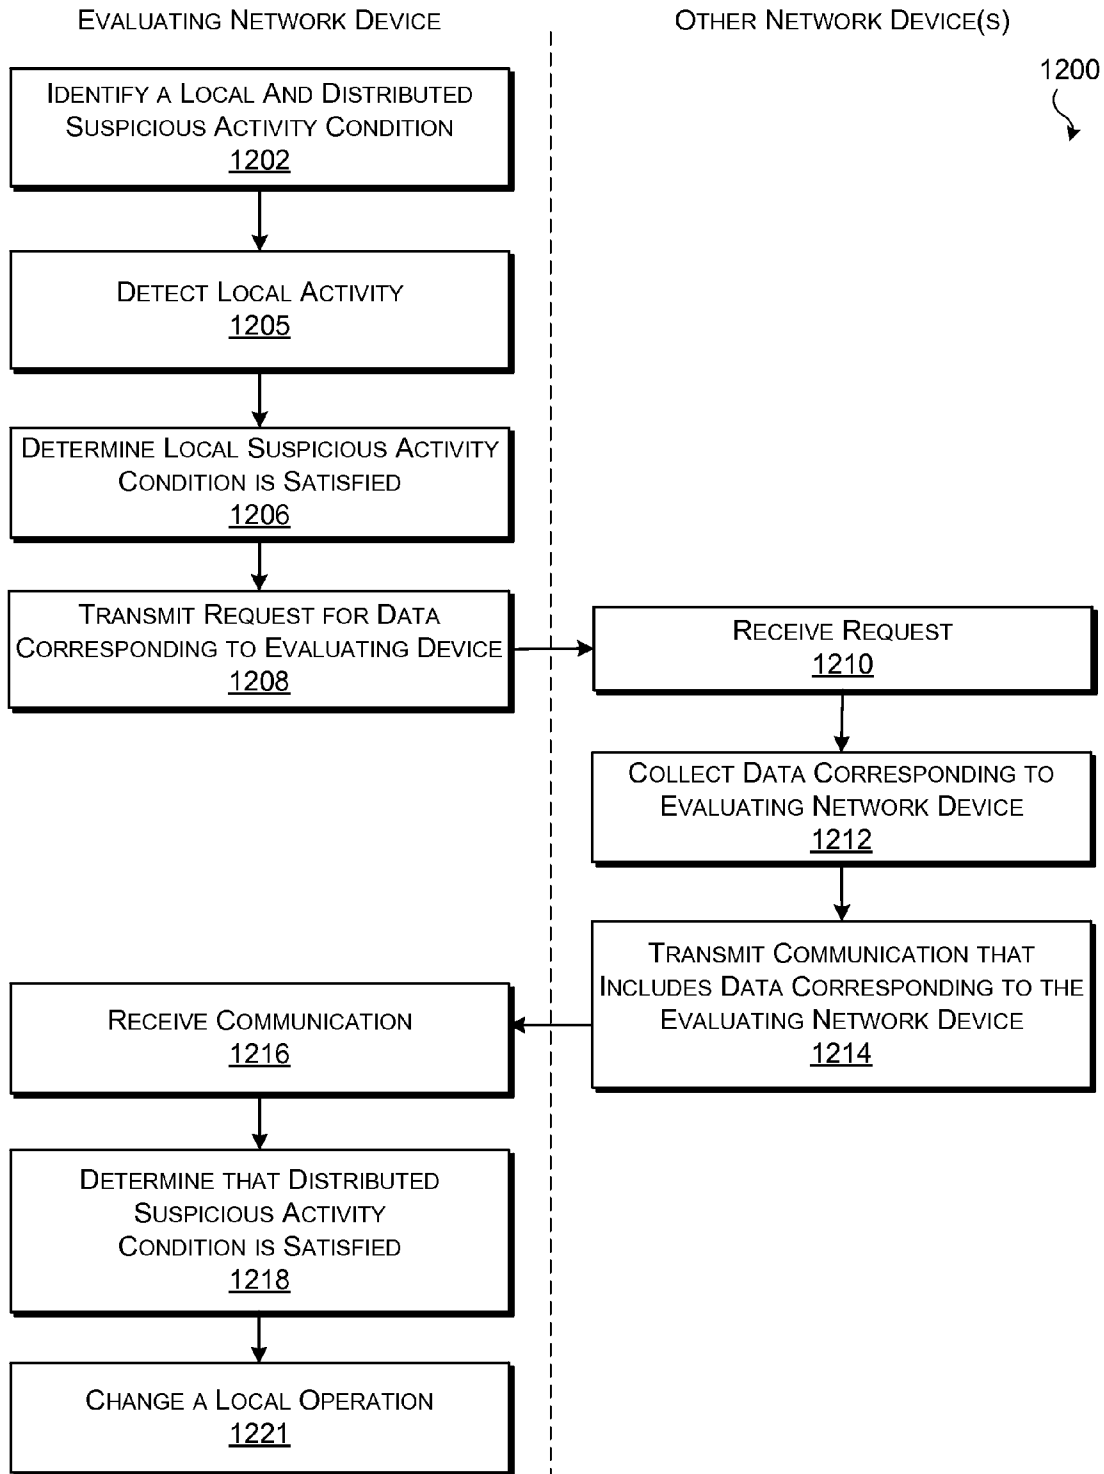 EVALUATING NETWORK DEVICE
OTHER NETWORK DEVICE(S)
1200
IDENTIFY A LOCAL AND DISTRIBUTED
SUSPICIOUS ACTIVITY CONDITION
1202
DETECT LOCAL ACTIVITY
1205
DETERMINE LOCAL SUSPICIOUS ACTIVITY
CONDITION IS SATISFIED
1206
TRANSMIT REQUEST FOR DATA
CORRESPONDING TO EVALUATING DEVICE
1208
RECEIVE REQUEST
1210
COLLECT DATA CORRESPONDING TO
EVALUATING NETWORK DEVICE
1212
TRANSMIT COMMUNICATION THAT
INCLUDES DATA CORRESPONDING TO THE
EVALUATING NETWORK DEVICE
1214
RECEIVE COMMUNICATION
1216
DETERMINE THAT DISTRIBUTED
SUSPICIOUS ACTIVITY
CONDITION IS SATISFIED
1218
CHANGE A LOCAL OPERATION
1221